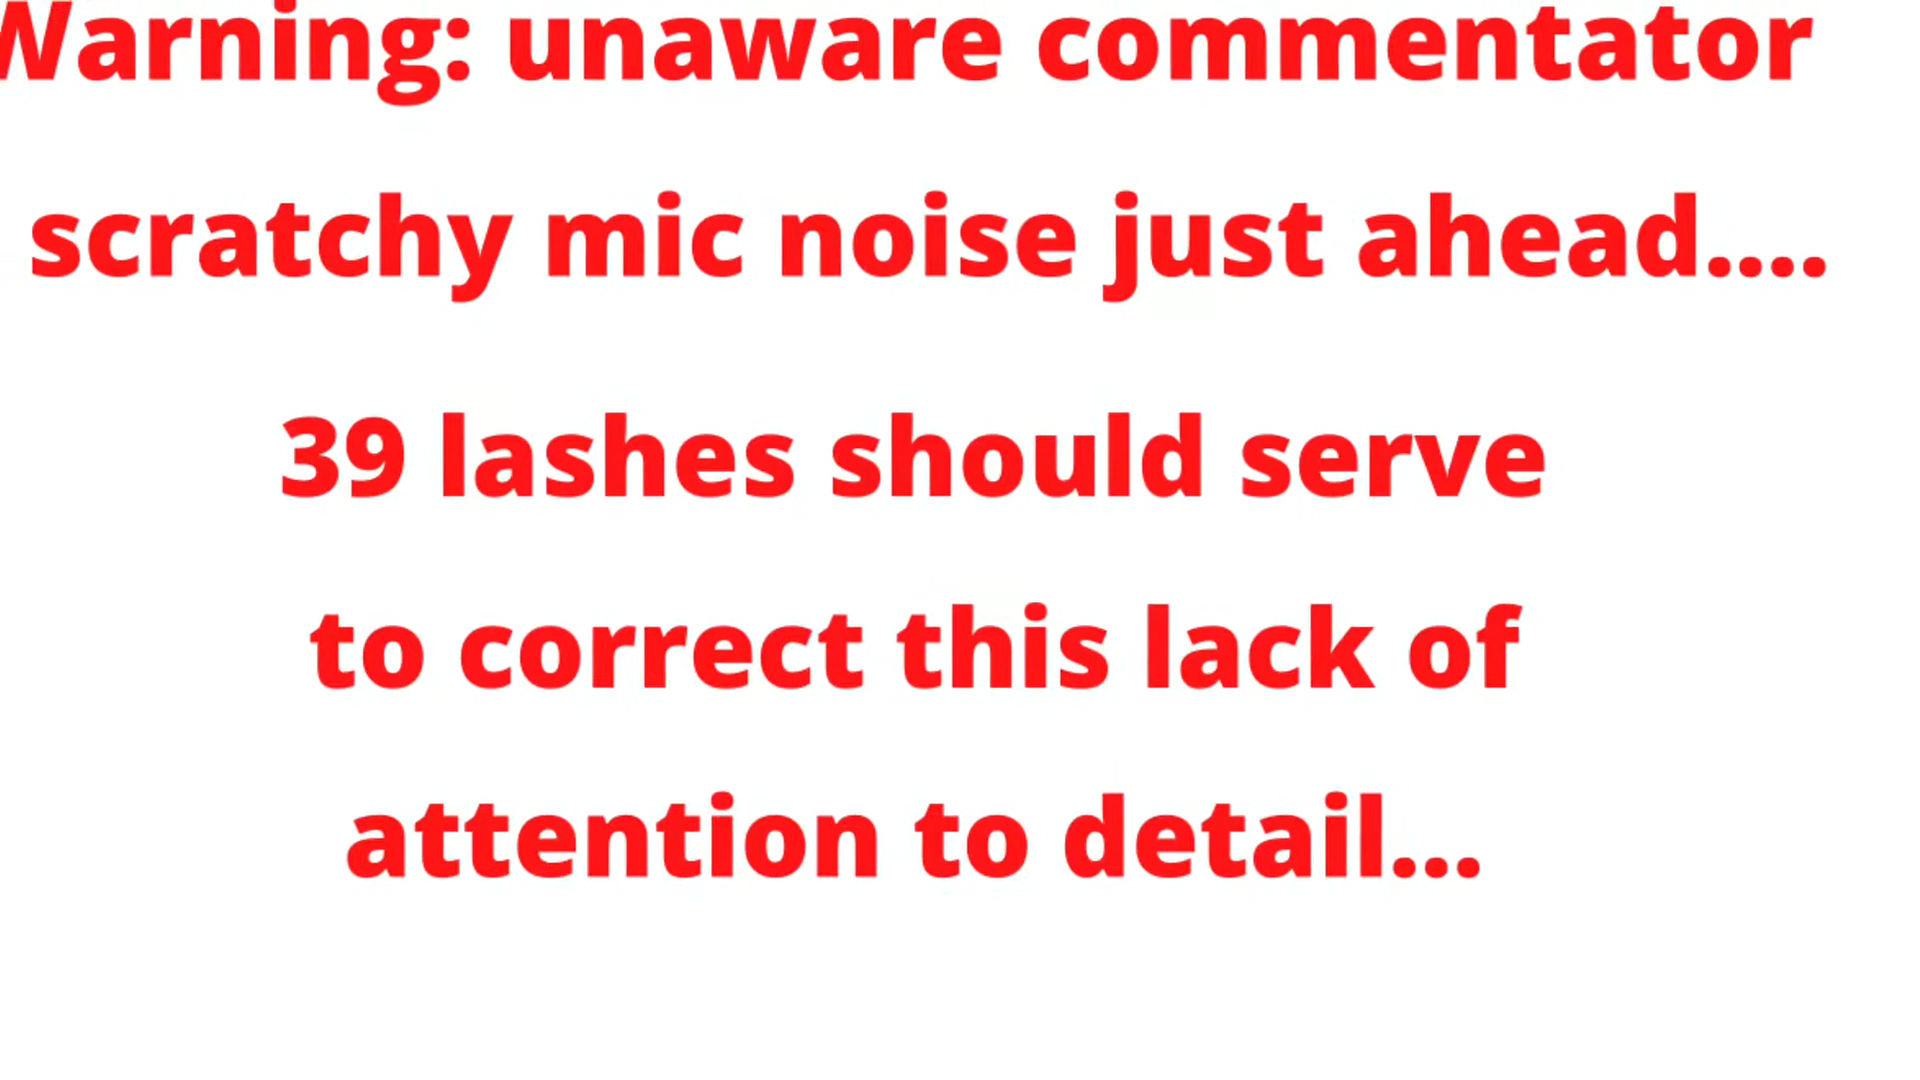 Warning: unaware commentator
scratchy mic noise just ahead....
39 lashes should serve
to correct this lack of
attention to detail...